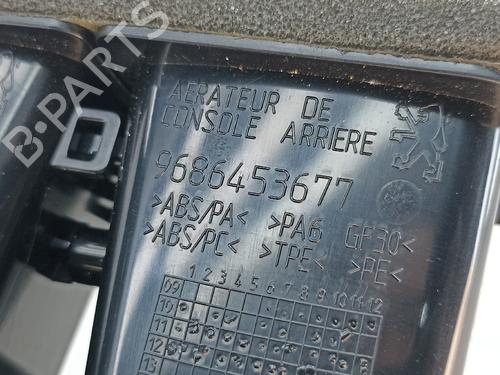 B-PARTS
AERATEUR DE
CONSOLE ARRIERE
9686453677
>ABS/PA< >PA6 GF30<
>ABS/PC< >TPE< >PE<
1 2 3 4 5 6 7 8 9 10 11 12
09
10
11
12
13